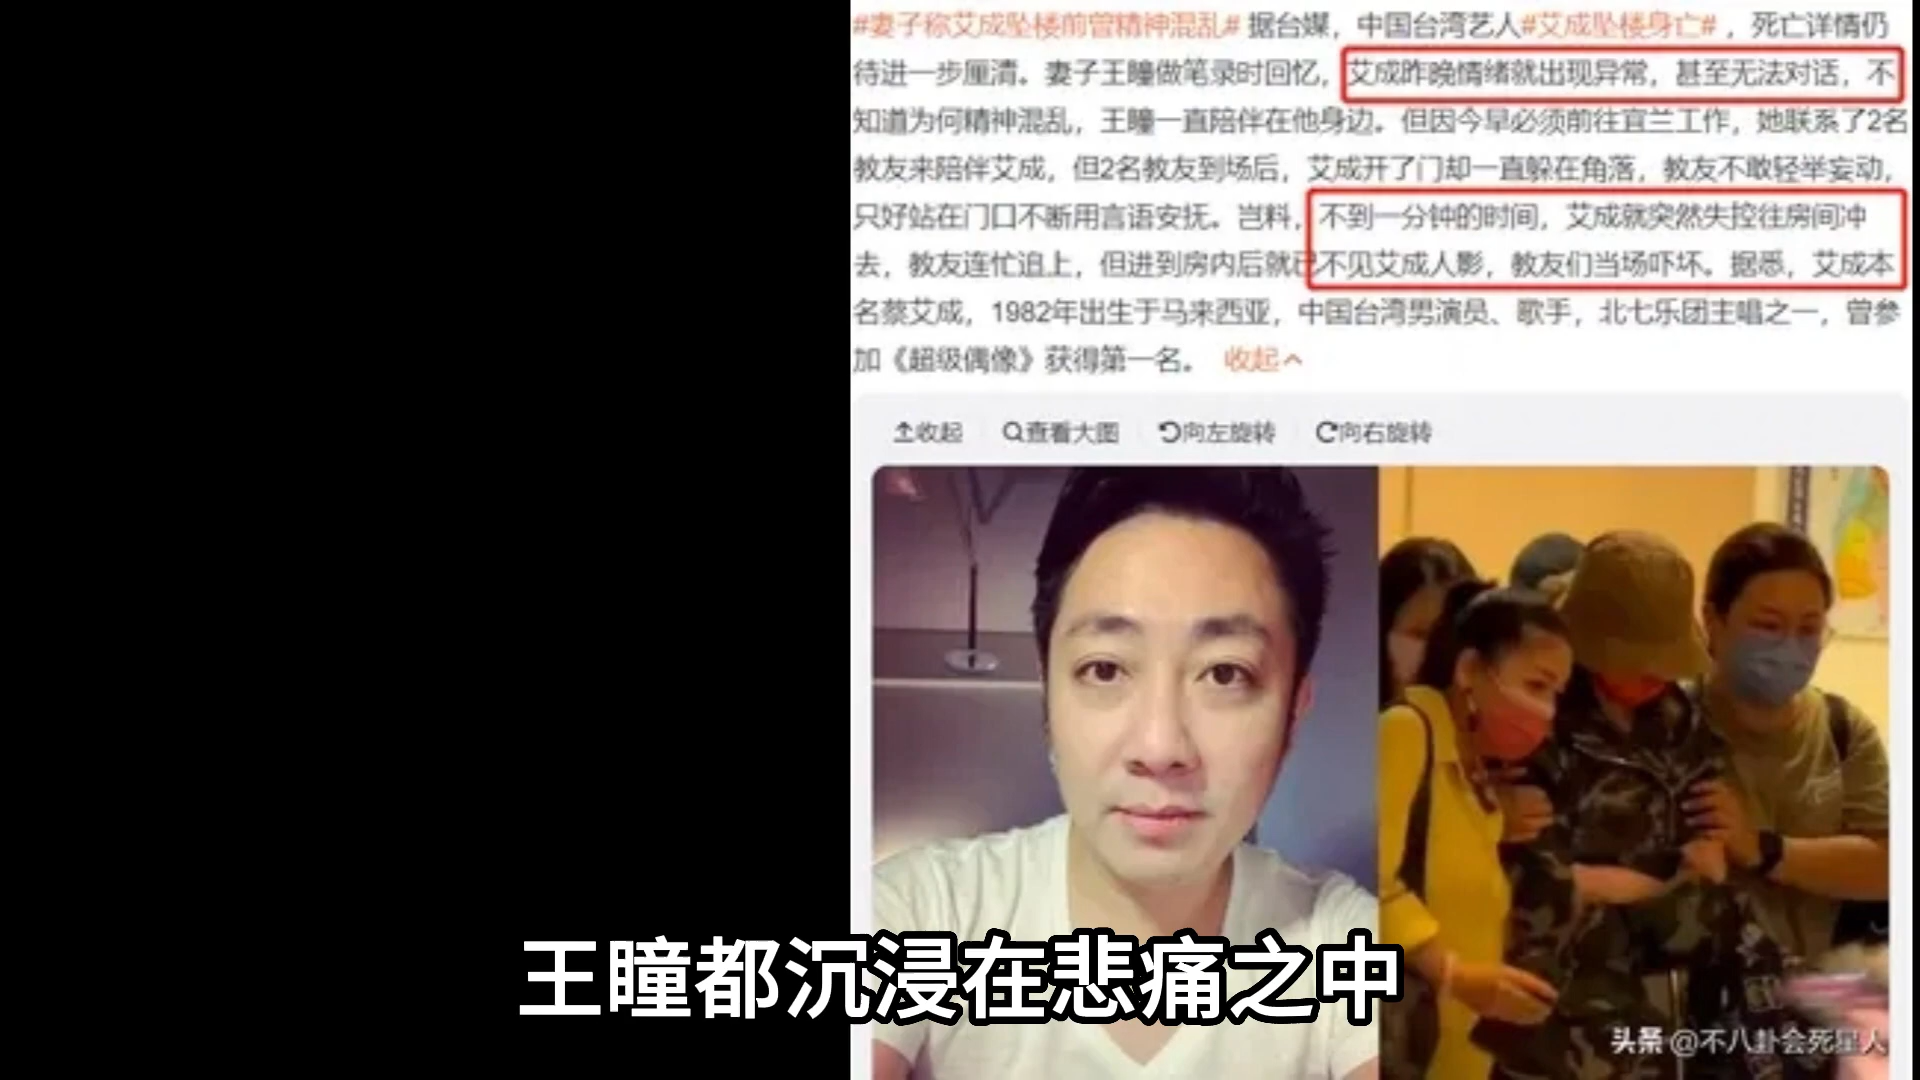 #妻子称艾成坠楼前曾精神混乱# 据台媒，中国台湾艺人#艾成坠楼身亡# ，死亡详情仍
待进一步厘清。妻子王瞳做笔录时回忆，艾成昨晚情绪就出现异常，甚至无法对话，不
知道为何精神混乱，王瞳一直陪伴在他身边。但因今早必须前往宜兰工作，她联系了2名
教友来陪伴艾成，但2名教友到场后，艾成开了门却一直躲在角落，教友不敢轻举妄动，
只好站在门口不断用言语安抚。岂料，不到一分钟的时间，艾成就突然失控往房间冲
去，教友连忙追上，但进到房内后就已不见艾成人影，教友们当场吓坏。据悉，艾成本
名蔡艾成，1982年出生于马来西亚，中国台湾男演员、歌手，北七乐团主唱之一，曾参
加《超级偶像》获得第一名。 收起
收起 查看大图 向左旋转 向右旋转
王瞳都沉浸在悲痛之中
头条 @不八卦会死星人